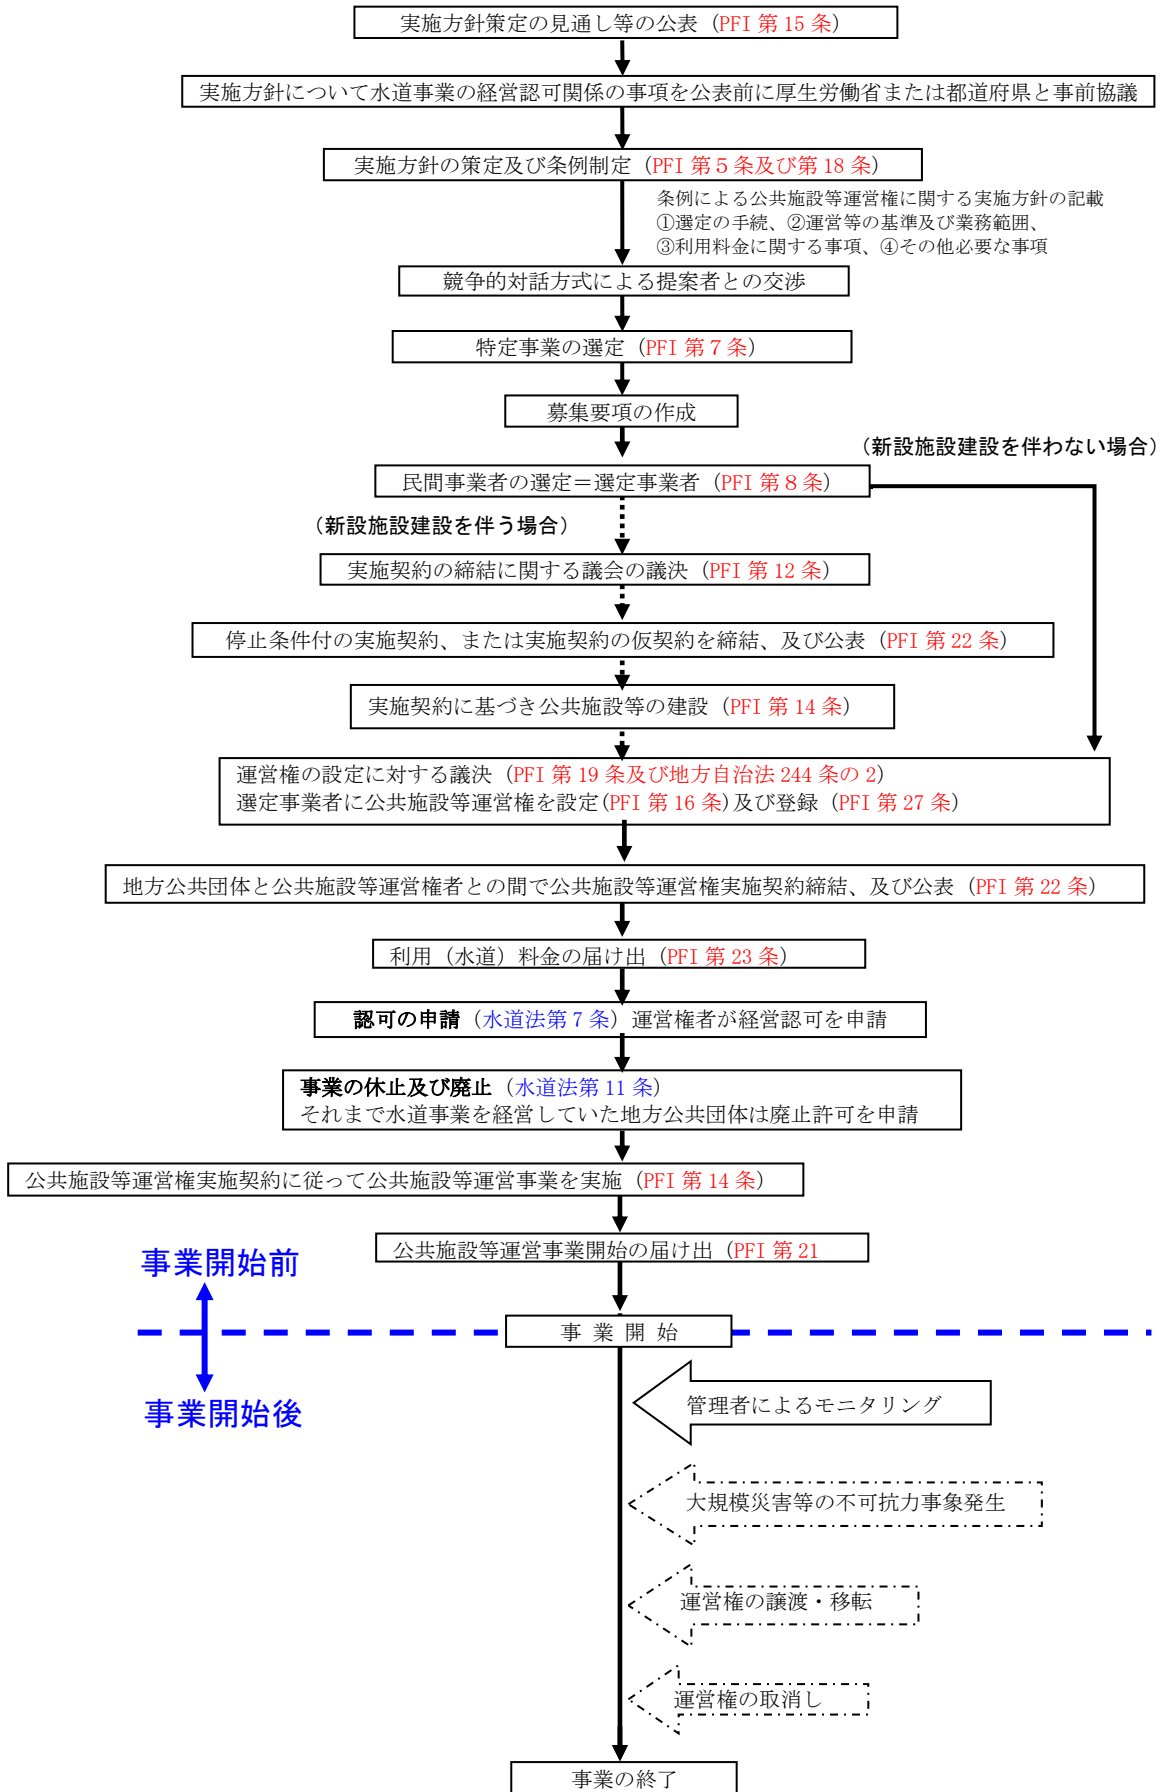 実施方針策定の見通し等の公表（PFI 第 15 条）
実施方針について水道事業の経営認可関係の事項を公表前に厚生労働省または都道府県と事前協議
実施方針の策定及び条例制定（PFI 第５条及び第 18 条）
条例による公共施設等運営権に関する実施方針の記載
①選定の手続、②運営等の基準及び業務範囲、
③利用料金に関する事項、④その他必要な事項
競争的対話方式による提案者との交渉
特定事業の選定（PFI 第７条）
募集要項の作成
（新設施設建設を伴わない場合）
民間事業者の選定＝選定事業者（PFI 第８条）
（新設施設建設を伴う場合）
実施契約の締結に関する議会の議決（PFI 第 12 条）
停止条件付の実施契約、または実施契約の仮契約を締結、及び公表（PFI 第 22 条）
実施契約に基づき公共施設等の建設（PFI 第 14 条）
運営権の設定に対する議決（PFI 第 19 条及び地方自治法 244 条の 2）
選定事業者に公共施設等運営権を設定(PFI 第 16 条)及び登録（PFI 第 27 条）
地方公共団体と公共施設等運営権者との間で公共施設等運営権実施契約締結、及び公表（PFI 第 22 条）
利用（水道）料金の届け出（PFI 第 23 条）
認可の申請（水道法第７条）運営権者が経営認可を申請
事業の休止及び廃止（水道法第 11 条）
それまで水道事業を経営していた地方公共団体は廃止許可を申請
公共施設等運営権実施契約に従って公共施設等運営事業を実施（PFI 第 14 条）
公共施設等運営事業開始の届け出（PFI 第 21
事業開始前
事 業 開 始
事業開始後
管理者によるモニタリング
大規模災害等の不可抗力事象発生
運営権の譲渡・移転
運営権の取消し
事業の終了